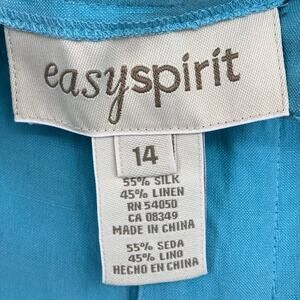 easyspirit
14
55% SILK
45% LINEN
RN 54050
CA 08349
MADE IN CHINA
55% SEDA
45% LINO
HECHO EN CHINA